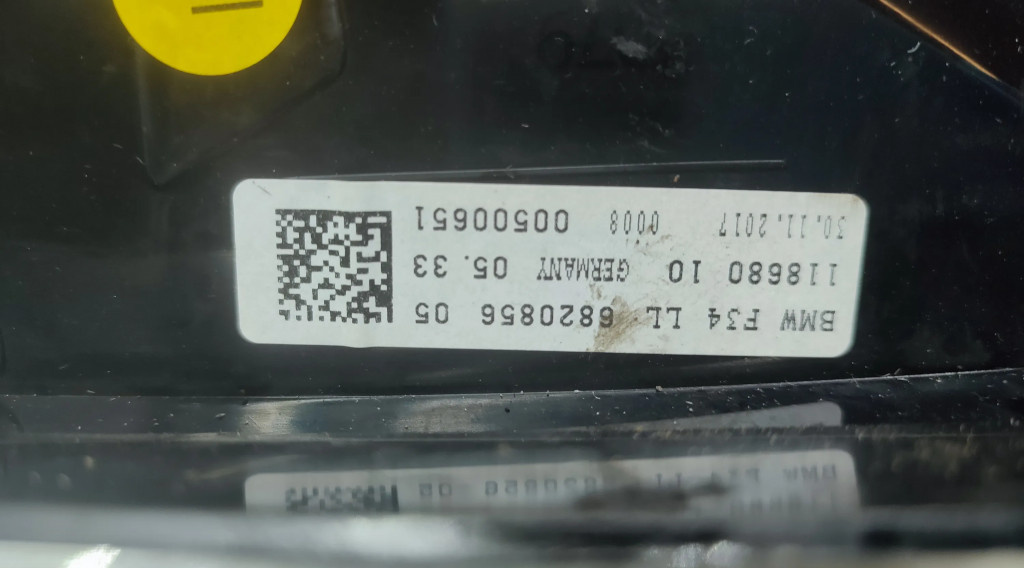 BMW F34 LL 6820856 05
118680 10 GERMANY 05.33
30.11.2017 0008 00500651